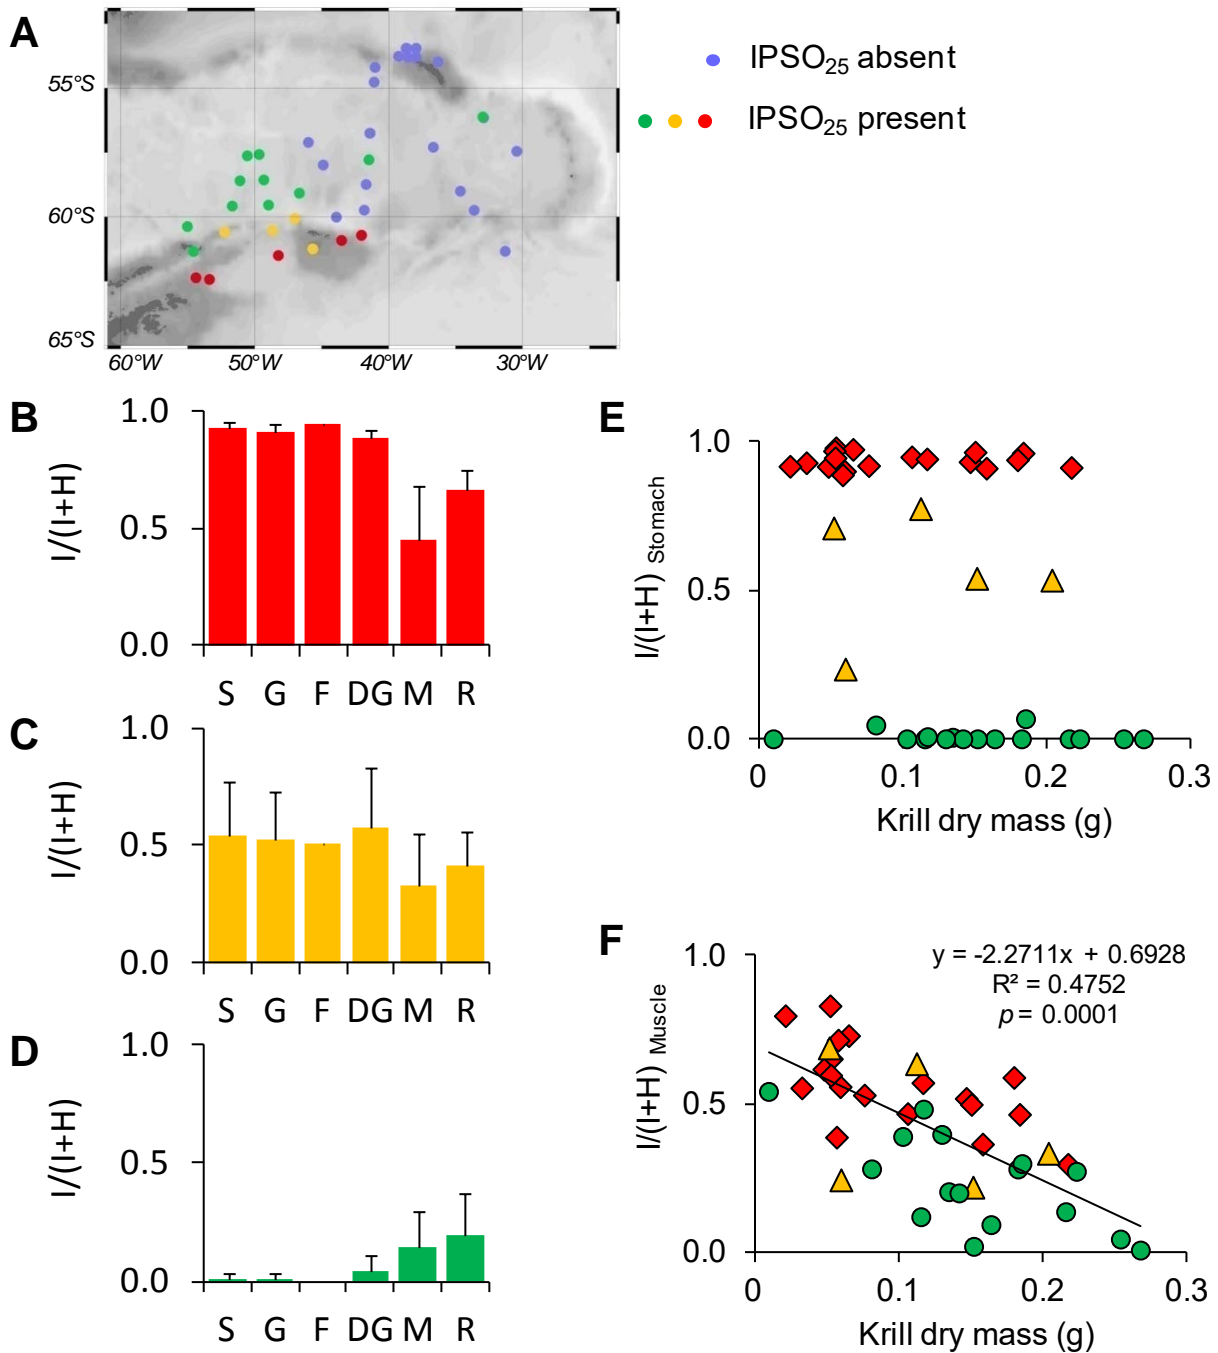 A
IPSO25 absent
IPSO25 present
55°S
60°S
65°S
60°W 50°W 40°W 30°W
B
1.0
0.5
0.0
I/(I+H)
S G F DG M R
C
1.0
0.5
0.0
I/(I+H)
S G F DG M R
D
1.0
0.5
0.0
I/(I+H)
S G F DG M R
E
1.0
0.5
0.0
I/(I+H) Stomach
0 0.1 0.2 0.3
Krill dry mass (g)
F
1.0
0.5
0.0
I/(I+H) Muscle
y = -2.2711x + 0.6928
R² = 0.4752
p = 0.0001
0 0.1 0.2 0.3
Krill dry mass (g)